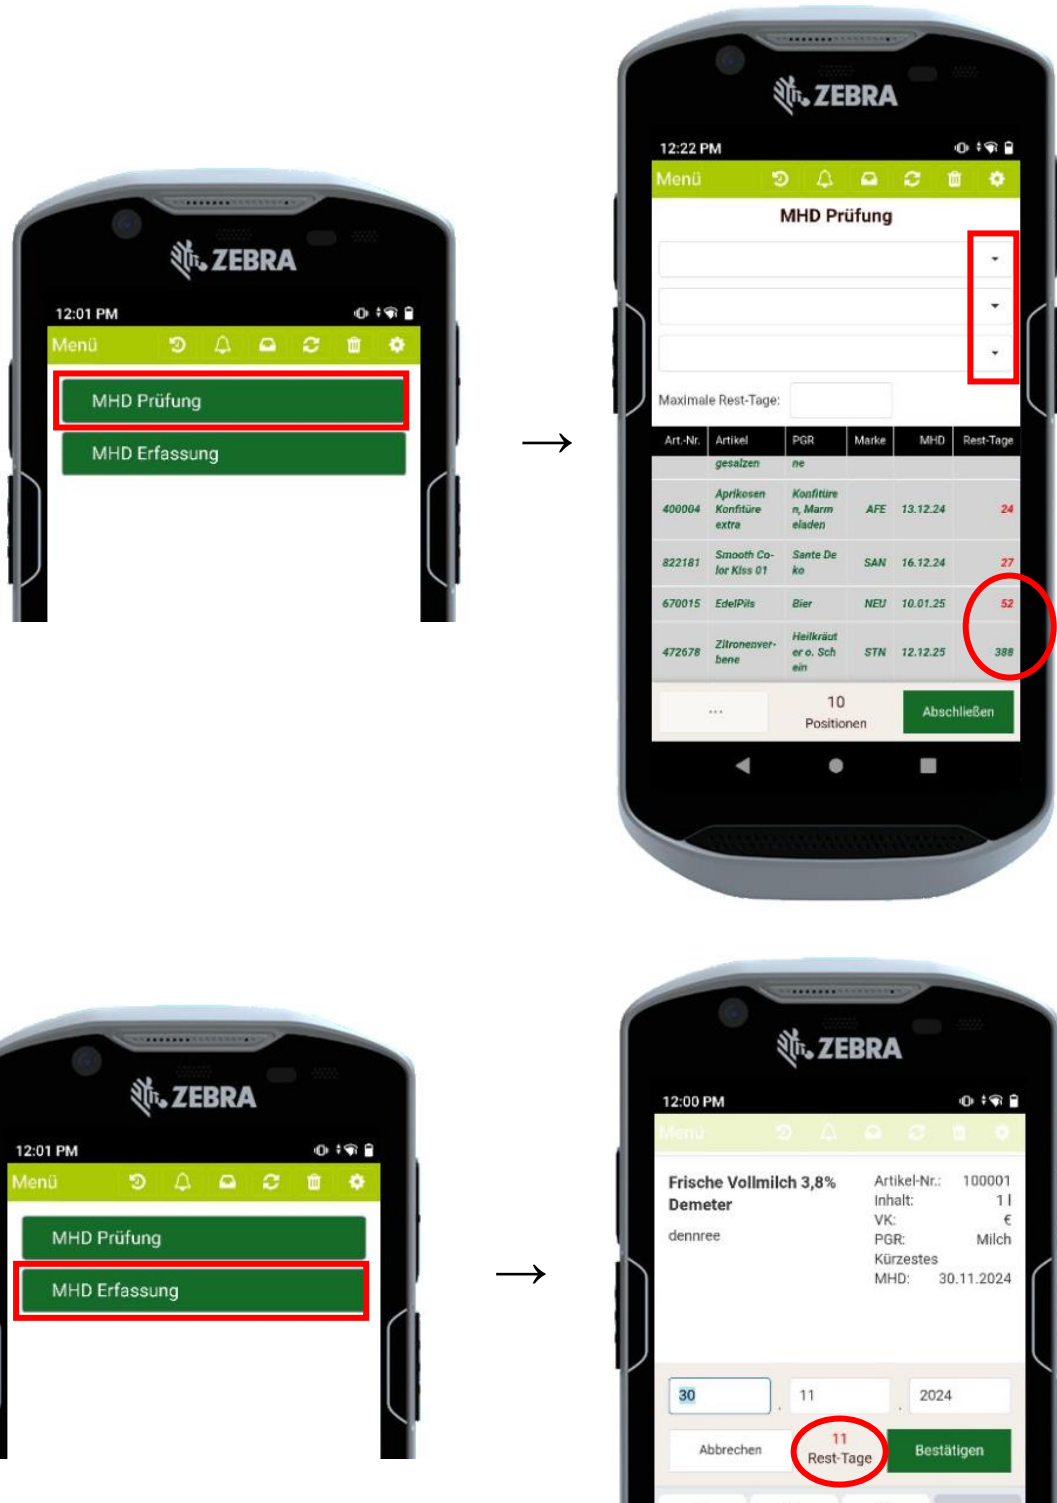 ZEBRA
12:01 PM
Menü
MHD Prüfung
MHD Erfassung
→
ZEBRA
12:22 PM
Menü
MHD Prüfung
Maximale Rest-Tage:
Art.-Nr. Artikel PGR Marke MHD Rest-Tage
gesalzen ne
400004 Aprikosen Konfitüre extra Konfitüre n, Marm eladen AFE 13.12.24 24
822181 Smooth Co- lor Kiss 01 Sante De ko SAN 16.12.24 27
670015 EdelPils Bier NEU 10.01.25 52
472678 Zitronenver- bene Heilkräut er o. Sch ein STN 12.12.25 388
... 10 Positionen Abschließen
ZEBRA
12:01 PM
Menü
MHD Prüfung
MHD Erfassung
→
ZEBRA
12:00 PM
Menü
Frische Vollmilch 3,8%
Demeter
dennree
Artikel-Nr.: 100001
Inhalt: 1 l
VK: €
PGR: Milch
Kürzestes
MHD: 30.11.2024
30 . 11 . 2024
Abbrechen 11 Rest-Tage Bestätigen